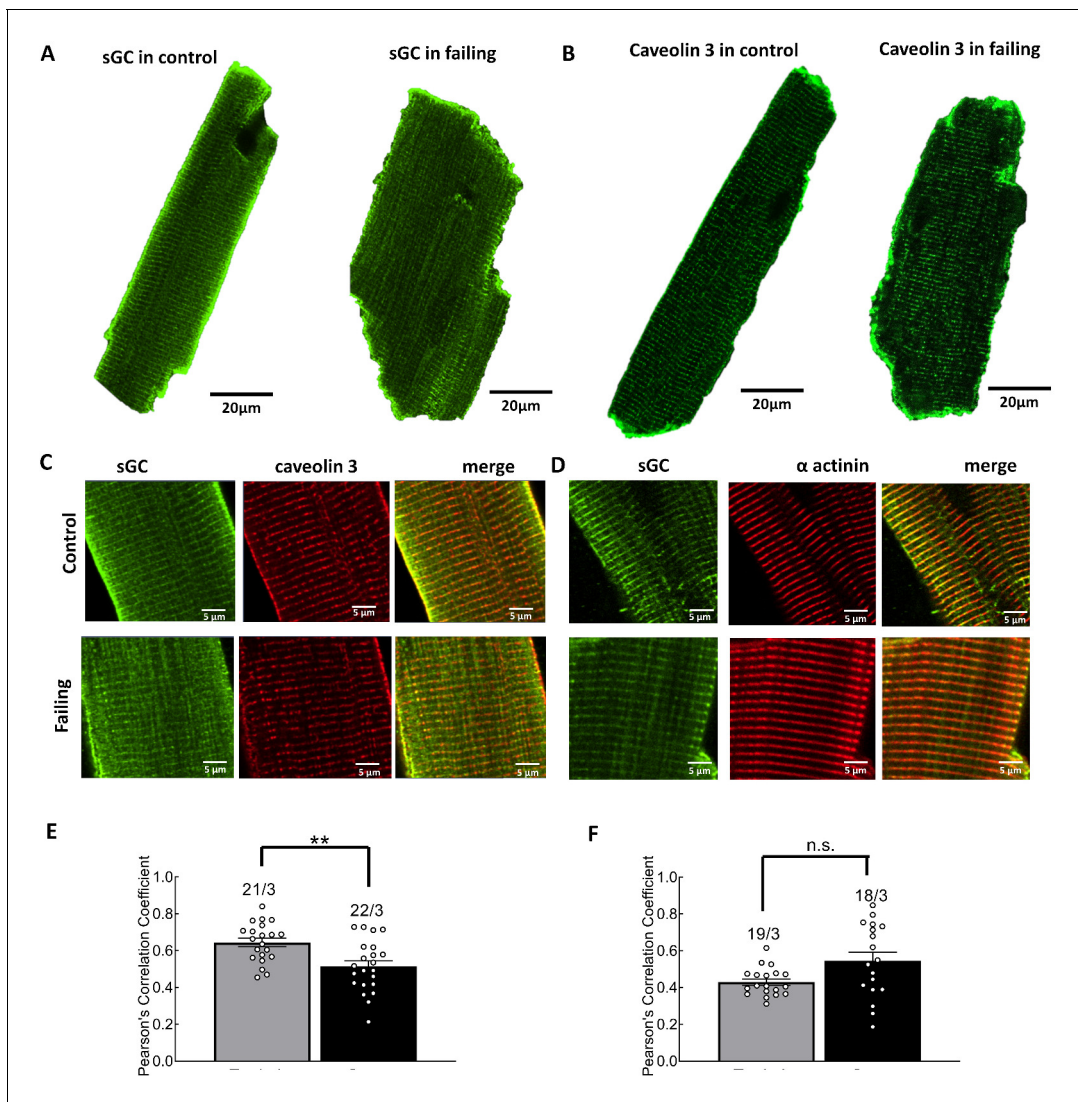 A
sGC in control
sGC in failing
B
Caveolin 3 in control
Caveolin 3 in failing
20μm
20μm
20μm
20μm
C
sGC
caveolin 3
merge
D
sGC
α actinin
merge
Control
5 μm
5 μm
5 μm
5 μm
5 μm
5 μm
Failing
5 μm
5 μm
5 μm
5 μm
5 μm
5 μm
E
**
Pearson's Correlation Coefficient
1.0
0.8
0.6
0.4
0.2
0.0
21/3
22/3
F
n.s.
Pearson's Correlation Coefficient
1.0
0.8
0.6
0.4
0.2
0.0
19/3
18/3